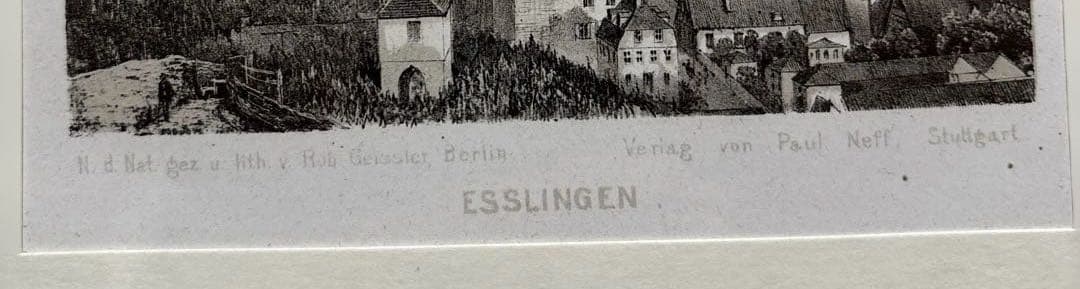 N. d. Nat. gez u. lith. v. Rob Geissler, Berlin. Verlag von Paul Neff, Stuttgart
ESSLINGEN.